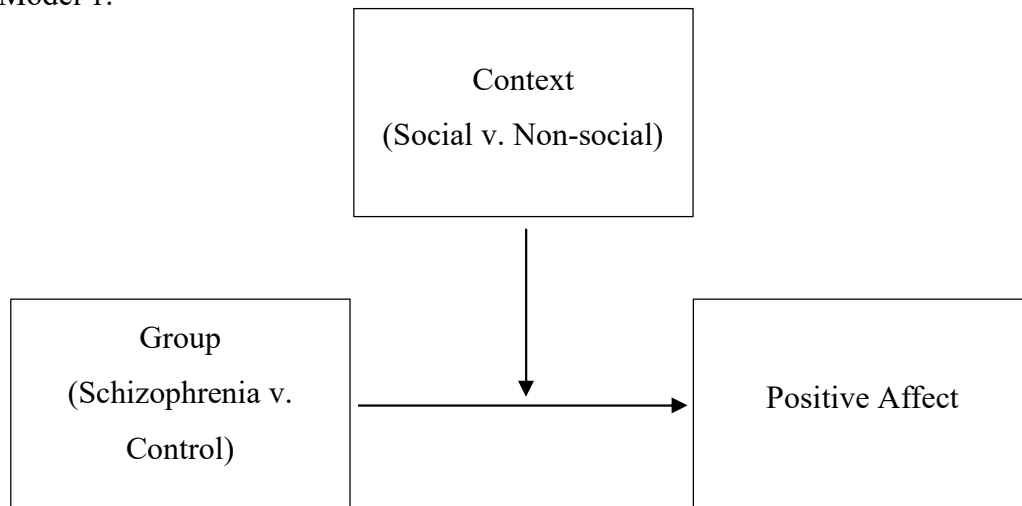 Model 1:
Context
(Social v. Non-social)
Group
(Schizophrenia v.
Control)
Positive Affect